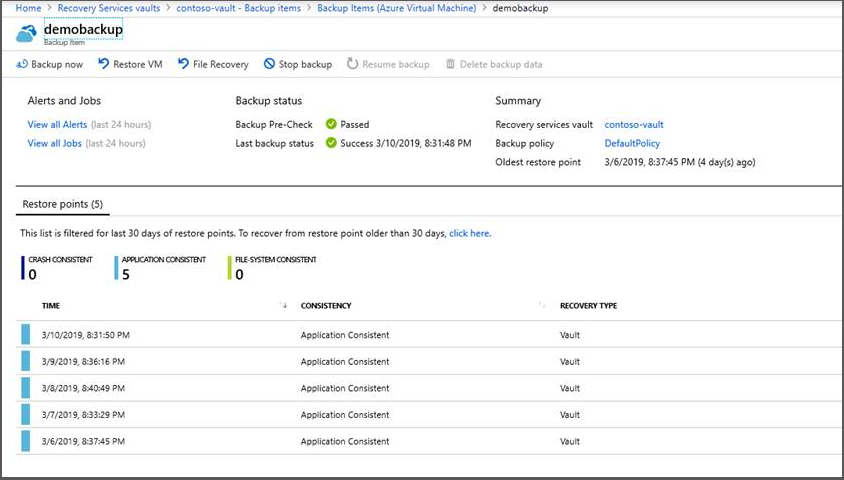 Home > Recovery Services vaults > contoso-vault - Backup items > Backup Items (Azure Virtual Machine) > demobackup
demobackup
Backup Item
Backup now Restore VM File Recovery Stop backup Resume backup Delete backup data
Alerts and Jobs Backup status Summary
View all Alerts (last 24 hours) Backup Pre-Check Passed Recovery services vault contoso-vault
View all Jobs (last 24 hours) Last backup status Success 3/10/2019, 8:31:48 PM Backup policy DefaultPolicy
Oldest restore point 3/6/2019, 8:37:45 PM (4 day(s) ago)
Restore points (5)
This list is filtered for last 30 days of restore points. To recover from restore point older than 30 days, click here.
CRASH CONSISTENT APPLICATION CONSISTENT FILE-SYSTEM CONSISTENT
0 5 0
TIME CONSISTENCY RECOVERY TYPE
3/10/2019, 8:31:50 PM Application Consistent Vault
3/9/2019, 8:36:16 PM Application Consistent Vault
3/8/2019, 8:40:49 PM Application Consistent Vault
3/7/2019, 8:33:29 PM Application Consistent Vault
3/6/2019, 8:37:45 PM Application Consistent Vault